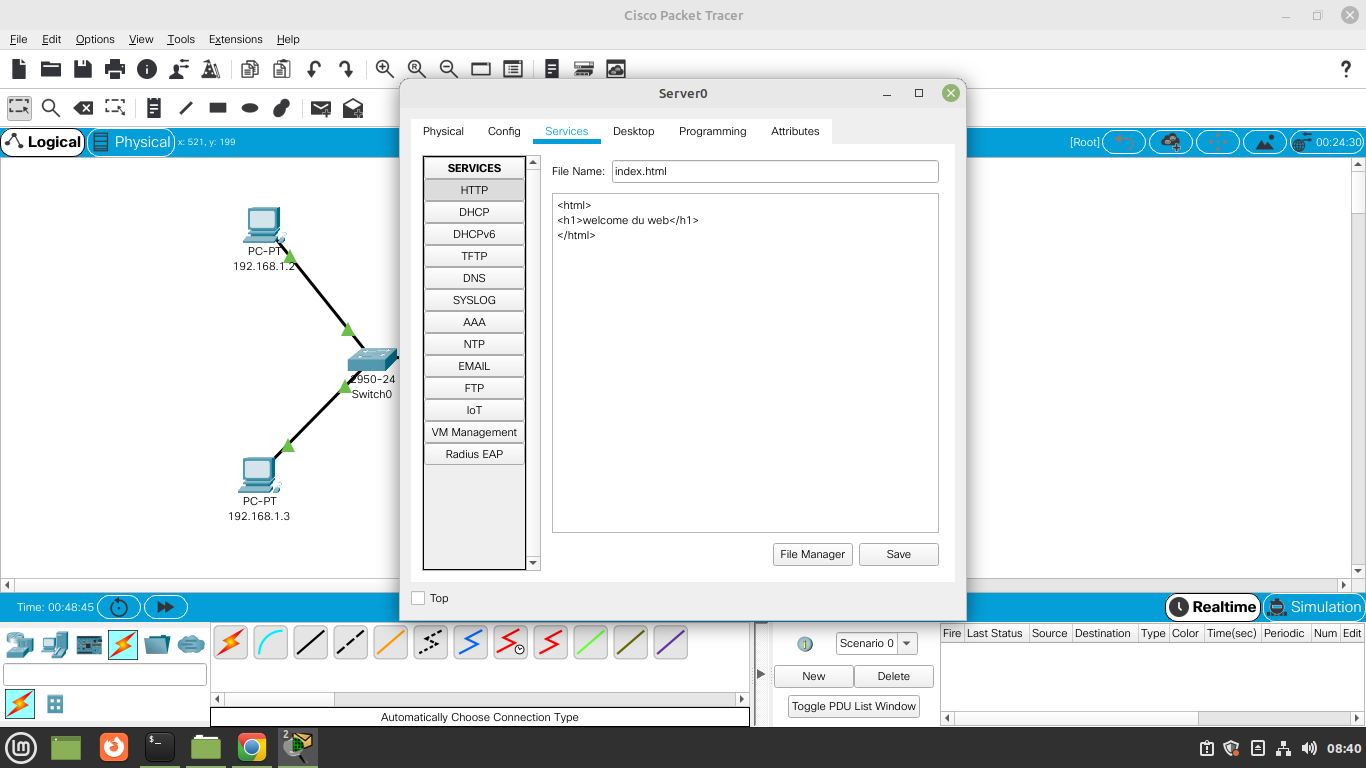 Cisco Packet Tracer
File Edit Options View Tools Extensions Help
Server0
Physical Config Services Desktop Programming Attributes
Logical Physical x: 521, y: 199 [Root] 00:24:30
SERVICES
HTTP
DHCP
DHCPv6
TFTP
DNS
SYSLOG
AAA
NTP
EMAIL
FTP
IoT
VM Management
Radius EAP
File Name: index.html
<html>
<h1>welcome du web</h1>
</html>
File Manager Save
Top
PC-PT
192.168.1.2
2950-24
Switch0
PC-PT
192.168.1.3
Time: 00:48:45 Realtime Simulation
Scenario 0
New Delete
Toggle PDU List Window
Fire Last Status Source Destination Type Color Time(sec) Periodic Num Edit
Automatically Choose Connection Type
2 08:40